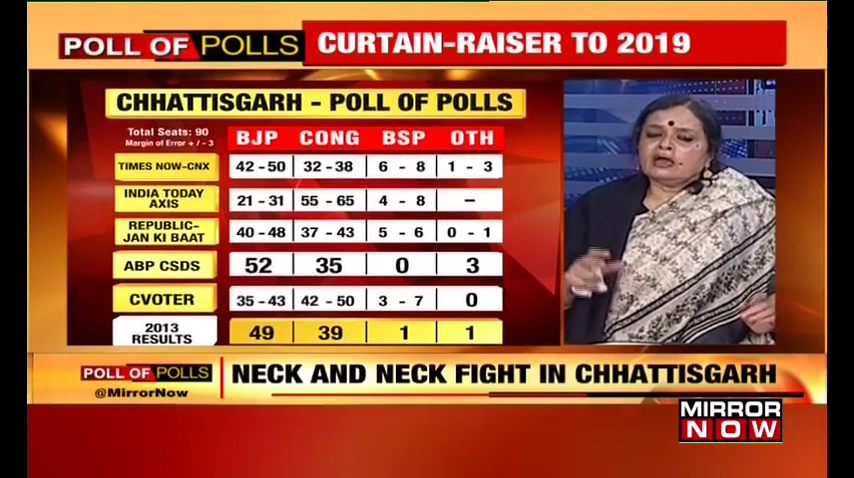 POLL OF POLLS
CURTAIN-RAISER TO 2019
CHHATTISGARH - POLL OF POLLS
Total Seats: 90
Margin of Error + / - 3
BJP CONG BSP OTH
TIMES NOW-CNX 42 - 50 32 - 38 6 - 8 1 - 3
INDIA TODAY
AXIS 21 - 31 55 - 65 4 - 8 –
REPUBLIC-
JAN KI BAAT 40 - 48 37 - 43 5 - 6 0 - 1
ABP CSDS 52 35 0 3
CVOTER 35 - 43 42 - 50 3 - 7 0
2013
RESULTS 49 39 1 1
POLL OF POLLS
@MirrorNow
NECK AND NECK FIGHT IN CHHATTISGARH
MIRROR
NOW